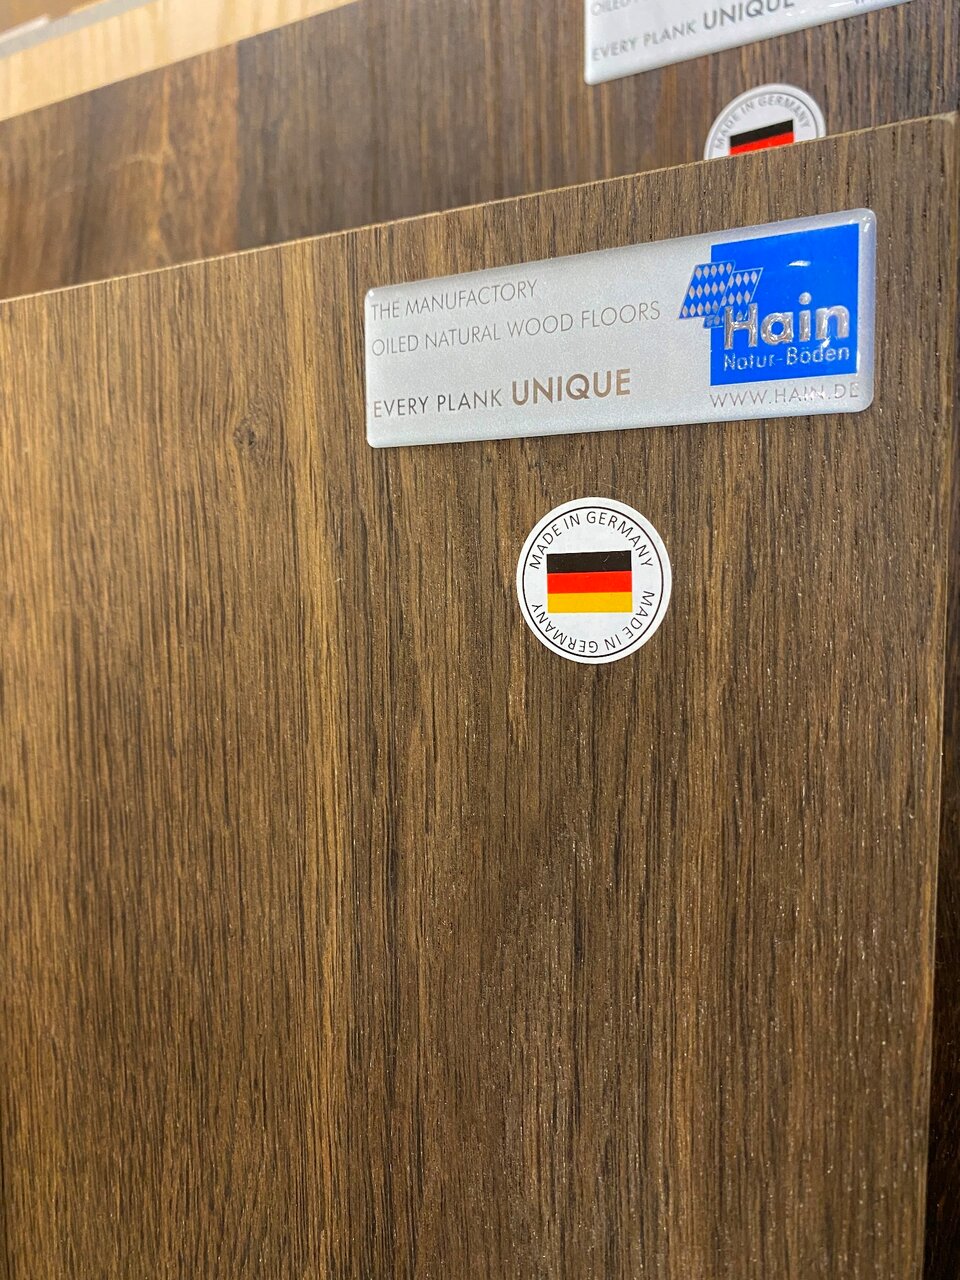 EVERY PLANK UNIQUE
MADE IN GERMANY
THE MANUFACTORY
OILED NATURAL WOOD FLOORS
EVERY PLANK UNIQUE
Hain
Natur-Böden
WWW.HAIN.DE
MADE IN GERMANY
MADE IN GERMANY